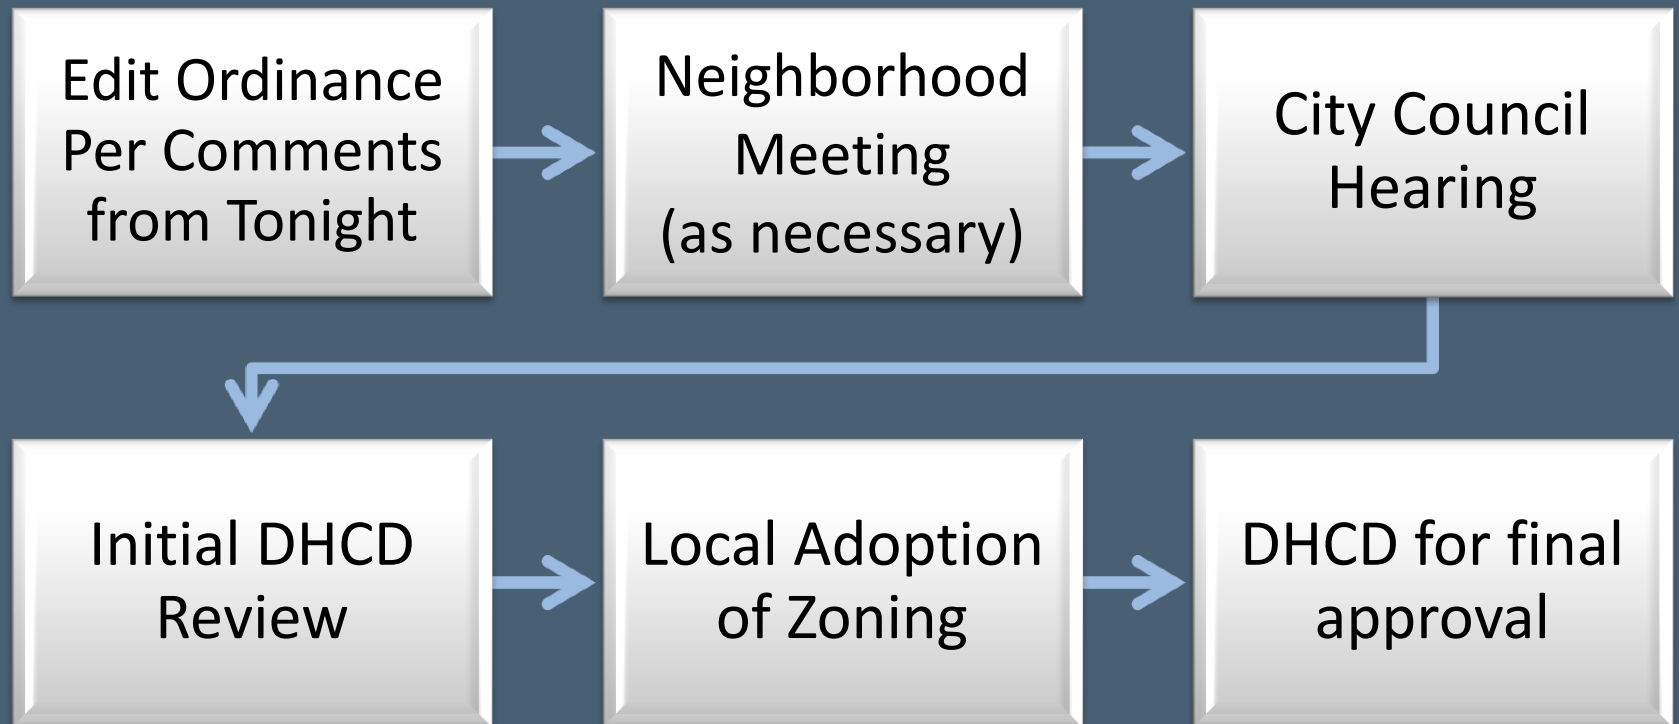 Edit Ordinance
Per Comments
from Tonight
Neighborhood
Meeting
(as necessary)
City Council
Hearing
Initial DHCD
Review
Local Adoption
of Zoning
DHCD for final
approval